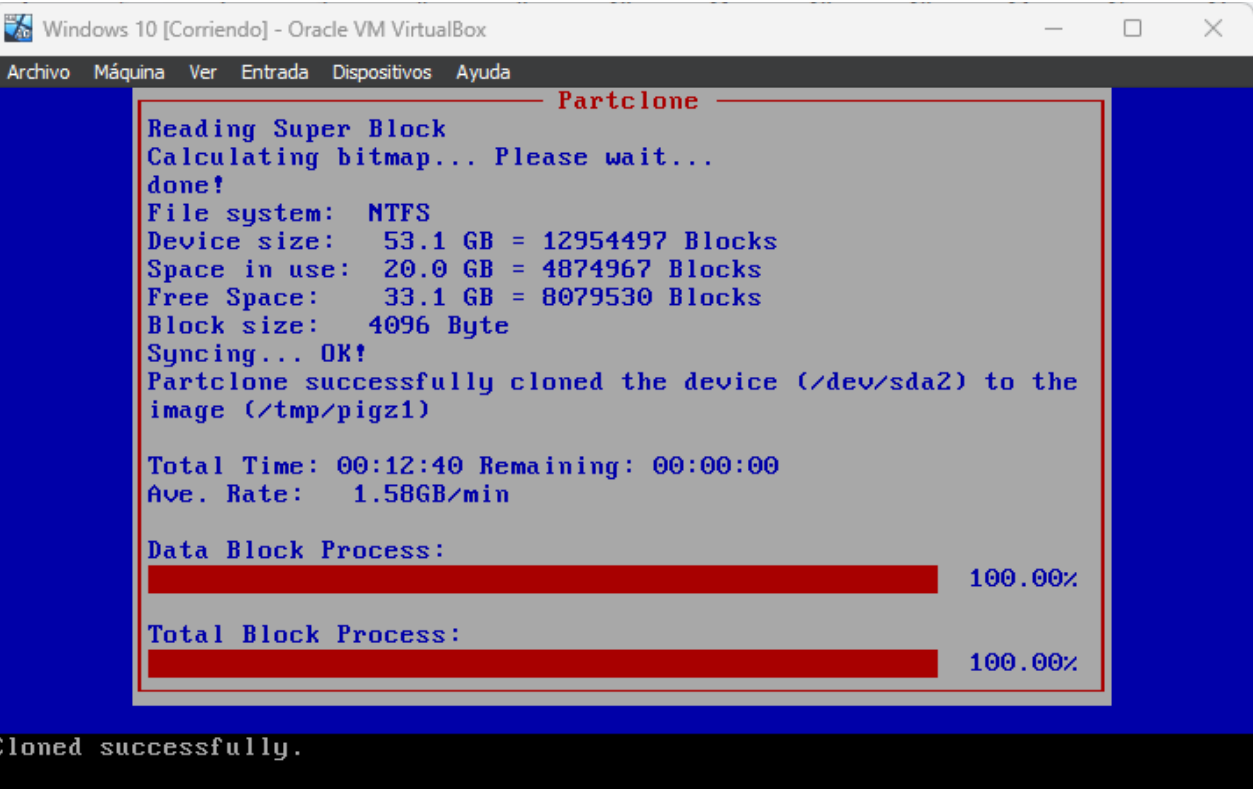 Windows 10 [Corriendo] - Oracle VM VirtualBox
Archivo Máquina Ver Entrada Dispositivos Ayuda
Partclone
Reading Super Block
Calculating bitmap... Please wait...
done!
File system: NTFS
Device size: 53.1 GB = 12954497 Blocks
Space in use: 20.0 GB = 4874967 Blocks
Free Space: 33.1 GB = 8079530 Blocks
Block size: 4096 Byte
Syncing... OK!
Partclone successfully cloned the device (/dev/sda2) to the
image (/tmp/pigz1)
Total Time: 00:12:40 Remaining: 00:00:00
Ave. Rate: 1.58GB/min
Data Block Process:
100.00%
Total Block Process:
100.00%
Cloned successfully.